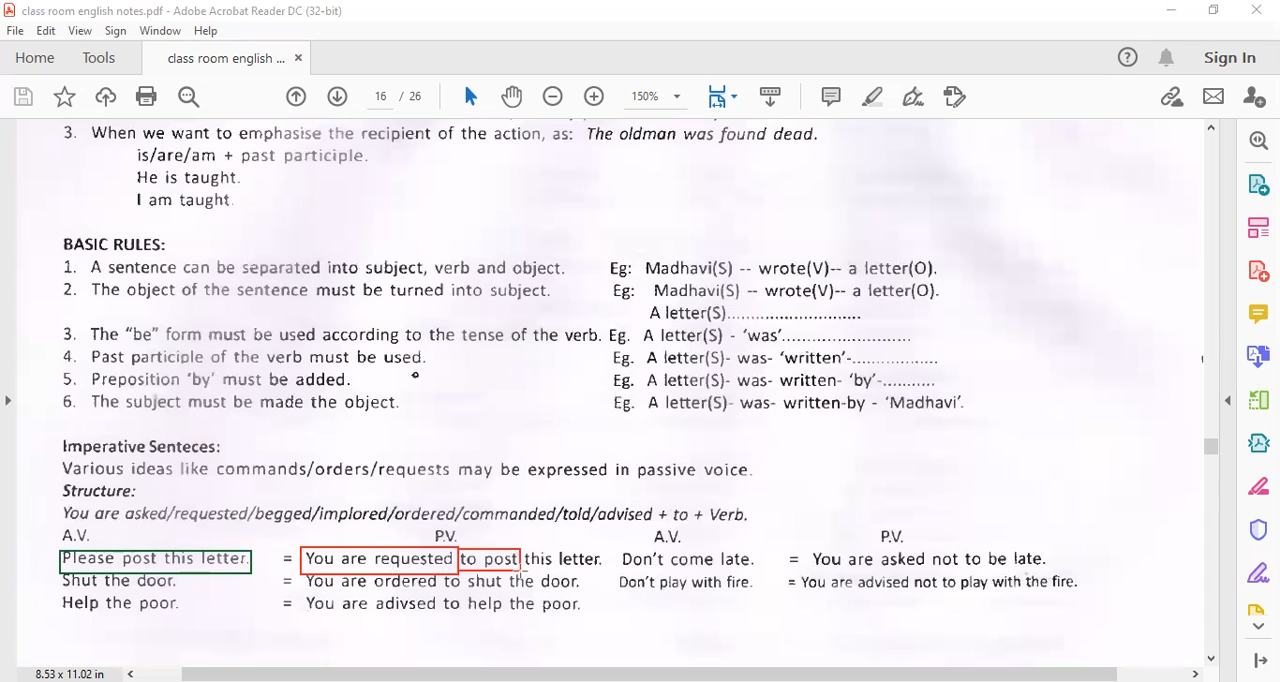 class room english notes.pdf - Adobe Acrobat Reader DC (32-bit)
File Edit View Sign Window Help
Home Tools class room english ... × Sign In
16 / 26 150%
3. When we want to emphasise the recipient of the action, as: The oldman was found dead.
is/are/am + past participle.
He is taught.
I am taught.
BASIC RULES:
1. A sentence can be separated into subject, verb and object. Eg: Madhavi(S) -- wrote(V)-- a letter(O).
2. The object of the sentence must be turned into subject. Eg: Madhavi(S) -- wrote(V)-- a letter(O).
A letter(S)............................
3. The “be” form must be used according to the tense of the verb. Eg. A letter(S) - ‘was’...........................
4. Past participle of the verb must be used. Eg. A letter(S)- was- ‘written’-..................
5. Preposition ‘by’ must be added. Eg. A letter(S)- was- written- ‘by’-...........
6. The subject must be made the object. Eg. A letter(S)- was- written-by - ‘Madhavi’.
Imperative Senteces:
Various ideas like commands/orders/requests may be expressed in passive voice.
Structure:
You are asked/requested/begged/implored/ordered/commanded/told/advised + to + Verb.
A.V. P.V. A.V. P.V.
Please post this letter. = You are requested to post this letter. Don’t come late. = You are asked not to be late.
Shut the door. = You are ordered to shut the door. Don’t play with fire. = You are advised not to play with the fire.
Help the poor. = You are adivsed to help the poor.
8.53 x 11.02 in